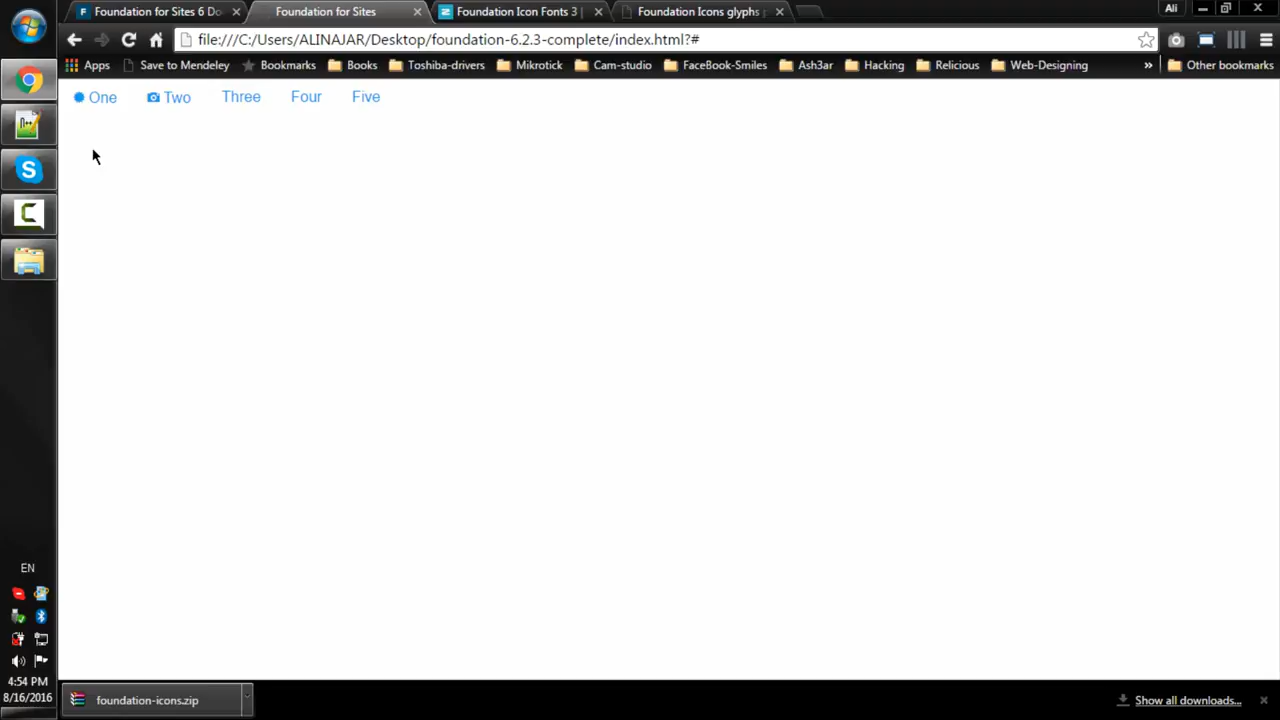 Foundation for Sites 6 Do
Foundation for Sites
Foundation Icon Fonts 3 |
Foundation Icons glyphs
Ali
file:///C:/Users/ALINAJAR/Desktop/foundation-6.2.3-complete/index.html?#
Apps Save to Mendeley Bookmarks Books Toshiba-drivers Mikrotick Cam-studio FaceBook-Smiles Ash3ar Hacking Relicious Web-Designing » Other bookmarks
One Two Three Four Five
EN
4:54 PM
8/16/2016
foundation-icons.zip
Show all downloads...